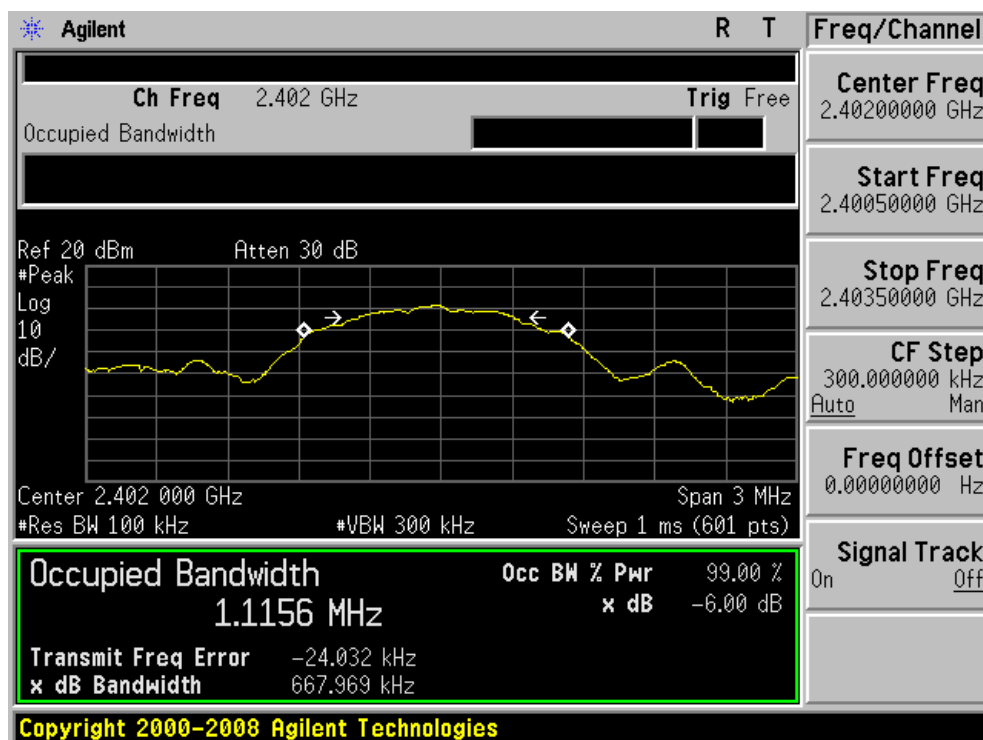 Agilent R T
Ch Freq 2.402 GHz Trig Free
Occupied Bandwidth
Ref 20 dBm Atten 30 dB
#Peak
Log
10
dB/
Center 2.402 000 GHz Span 3 MHz
#Res BW 100 kHz #VBW 300 kHz Sweep 1 ms (601 pts)
Occupied Bandwidth Occ BW % Pwr 99.00 %
1.1156 MHz x dB -6.00 dB
Transmit Freq Error -24.032 kHz
x dB Bandwidth 667.969 kHz
Copyright 2000-2008 Agilent Technologies
Freq/Channel
Center Freq
2.40200000 GHz
Start Freq
2.40050000 GHz
Stop Freq
2.40350000 GHz
CF Step
300.000000 kHz
Auto Man
Freq Offset
0.00000000 Hz
Signal Track
On Off